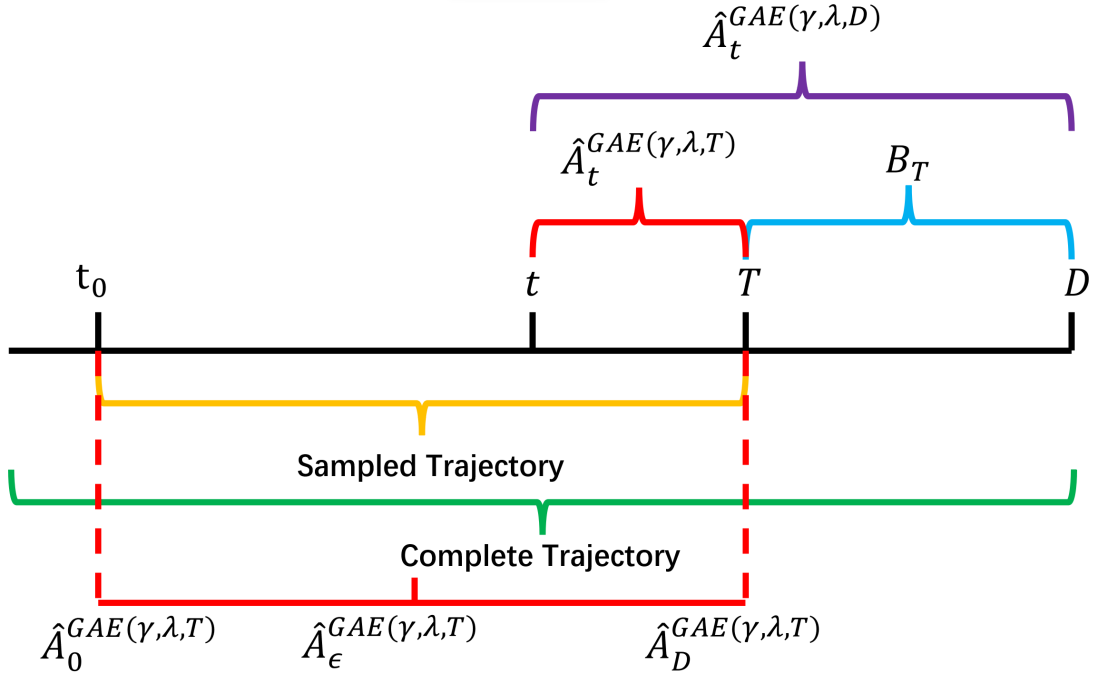 Â_t^{GAE(γ,λ,D)}
Â_t^{GAE(γ,λ,T)} B_T
t_0 t T D
Sampled Trajectory
Complete Trajectory
Â_0^{GAE(γ,λ,T)} Â_ϵ^{GAE(γ,λ,T)} Â_D^{GAE(γ,λ,T)}